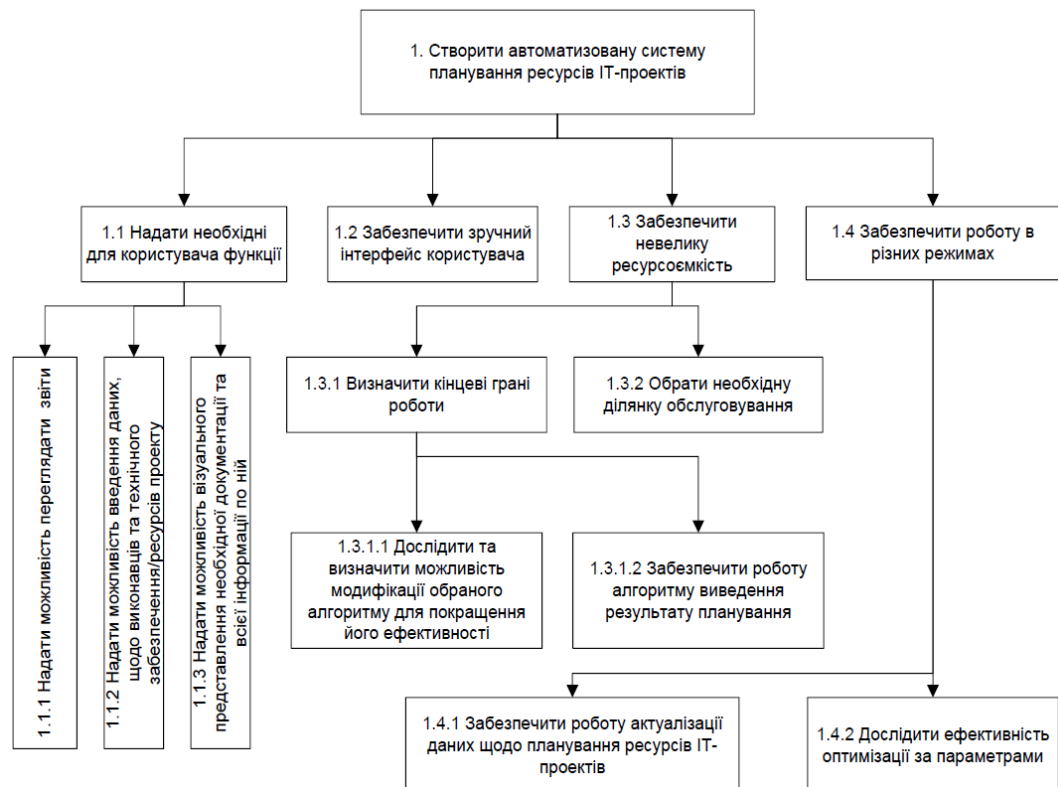 1. Створити автоматизовану систему
планування ресурсів ІТ-проектів
1.1 Надати необхідні
для користувача функції
1.2 Забезпечити зручний
інтерфейс користувача
1.3 Забезпечити
невелику
ресурсоємкість
1.4 Забезпечити роботу в
різних режимах
1.1.1 Надати можливість переглядати звіти
1.1.2 Надати можливість введення даних,
щодо виконавців та технічного
забезпечення/ресурсів проекту
1.1.3 Надати можливість візуального
представлення необхідної документації та
всієї інформації по ній
1.3.1 Визначити кінцеві грані
роботи
1.3.2 Обрати необхідну
ділянку обслуговування
1.3.1.1 Дослідити та
визначити можливість
модифікації обраного
алгоритму для покращення
його ефективності
1.3.1.2 Забезпечити роботу
алгоритму виведення
результату планування
1.4.1 Забезпечити роботу актуалізації
даних щодо планування ресурсів ІТ-
проектів
1.4.2 Дослідити ефективність
оптимізації за параметрами